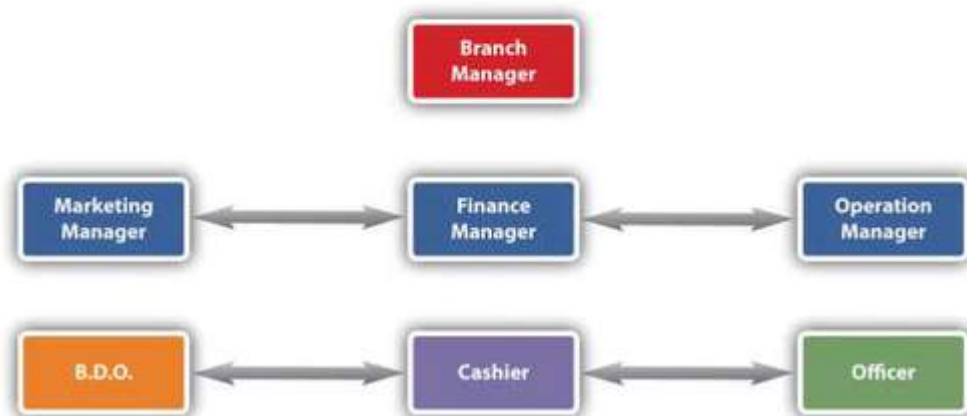 Branch
Manager
Marketing
Manager
Finance
Manager
Operation
Manager
B.D.O.
Cashier
Officer